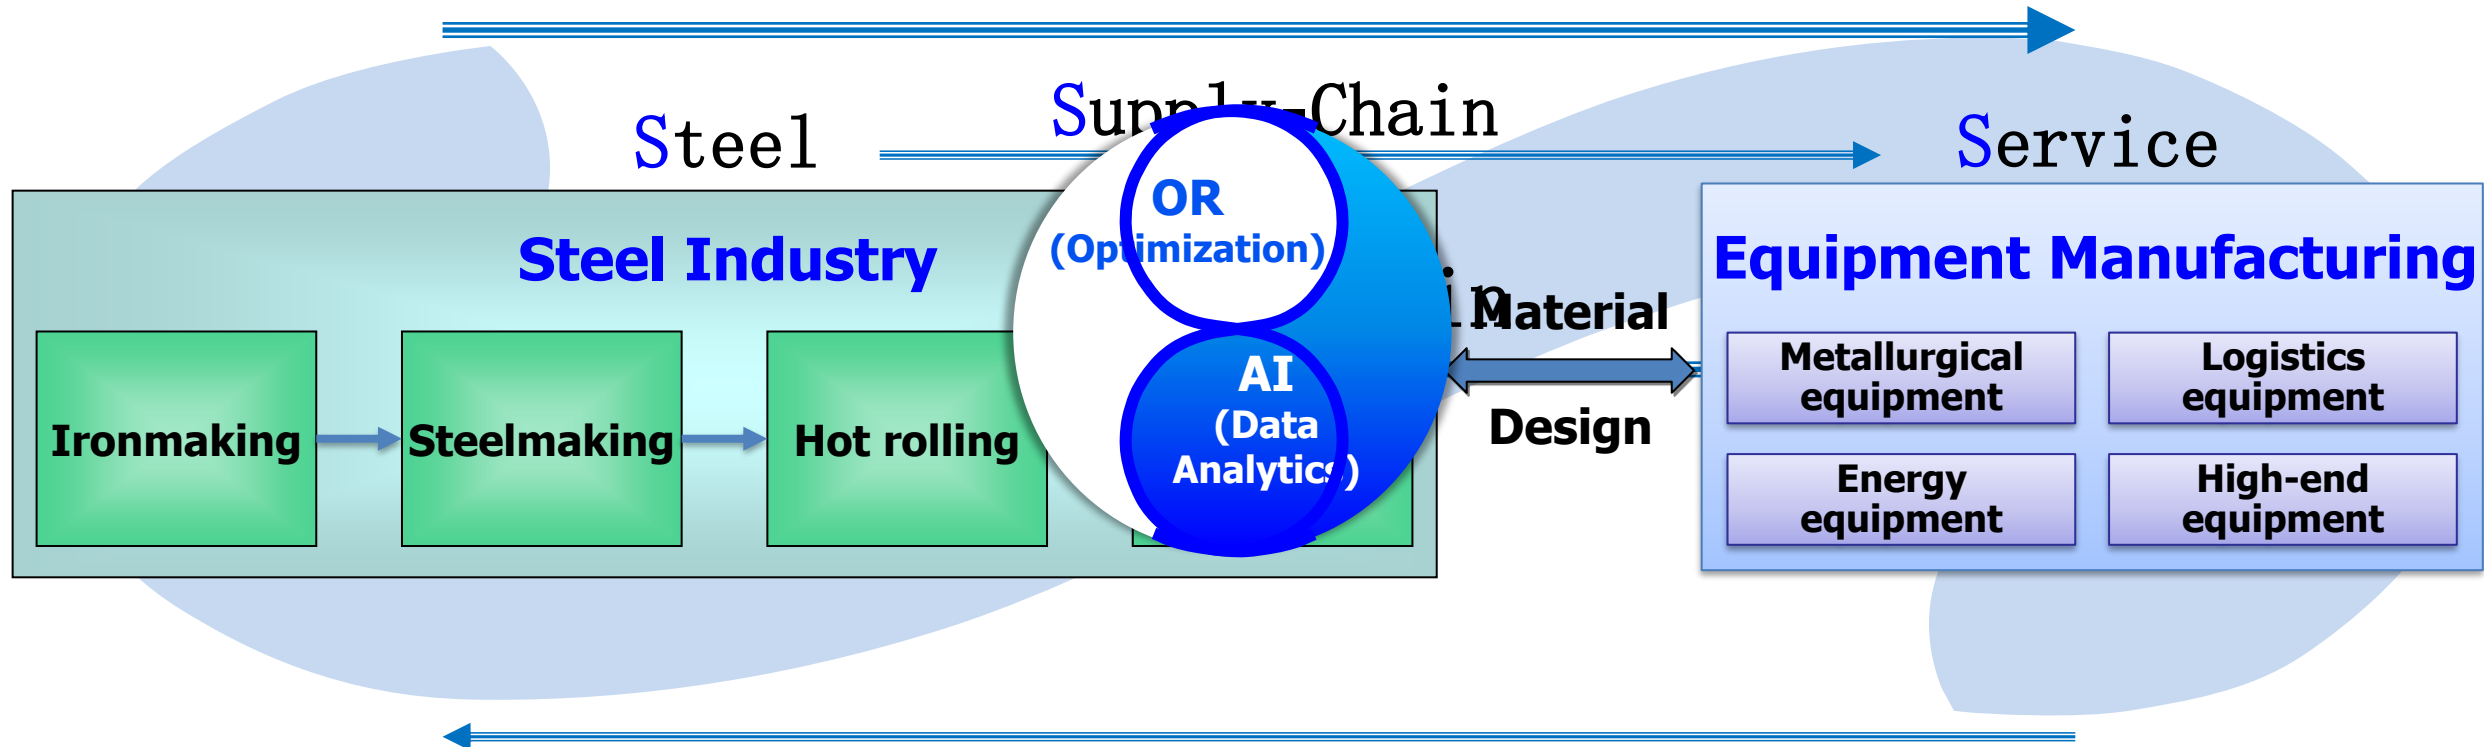 Steel
Supply-Chain
Service
Steel Industry
OR
(Optimization)
Equipment Manufacturing
Material
Design
Ironmaking
Steelmaking
Hot rolling
AI
(Data
Analytics)
Metallurgical
equipment
Logistics
equipment
Energy
equipment
High-end
equipment